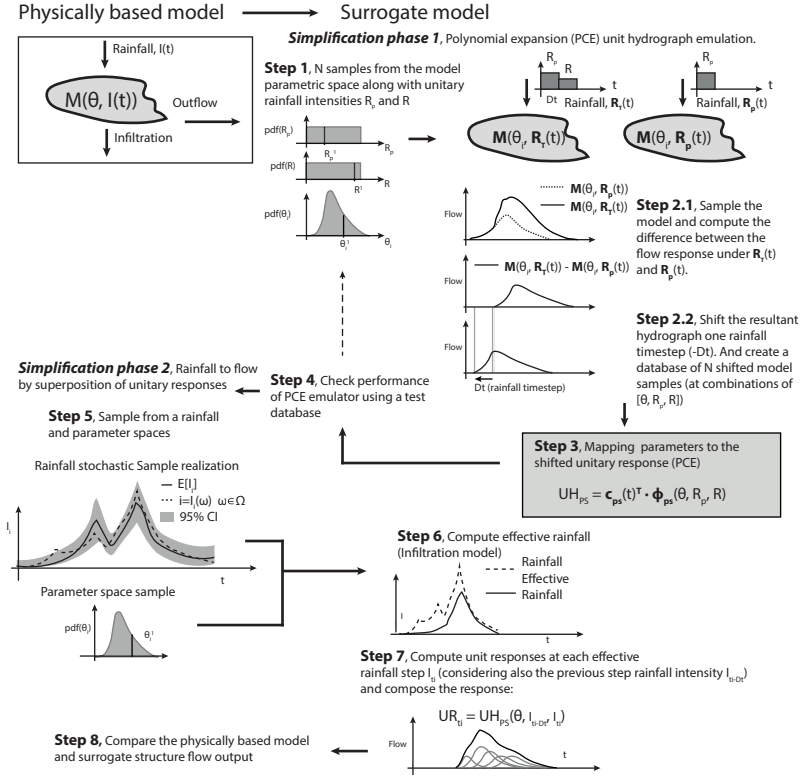 Physically based model
Surrogate model
Simplification phase 1, Polynomial expansion (PCE) unit hydrograph emulation.
Rainfall, I(t)
M(θ, I(t))
Outflow
Infiltration
Step 1, N samples from the model
parametric space along with unitary
rainfall intensities Rp and R
pdf(Rp)
Rp¹
Rp
pdf(R)
R¹
R
pdf(θi)
θi¹
θi
Rp
R
t
Dt
Rainfall, RT(t)
M(θi, RT(t))
Rp
t
Rainfall, Rp(t)
M(θi, Rp(t))
Flow
M(θi, Rp(t))
M(θi, RT(t))
Step 2.1, Sample the
model and compute the
difference between the
flow response under RT(t)
and Rp(t).
Flow
M(θi, RT(t)) - M(θi, Rp(t))
Flow
Dt (rainfall timestep)
Step 2.2, Shift the resultant
hydrograph one rainfall
timestep (-Dt). And create a
database of N shifted model
samples (at combinations of
[θ, Rp, R])
Step 3, Mapping parameters to the
shifted unitary response (PCE)
UHPS = cps(t)ᵀ · ϕps(θ, Rp, R)
Step 4, Check performance
of PCE emulator using a test
database
Simplification phase 2, Rainfall to flow
by superposition of unitary responses
Step 5, Sample from a rainfall
and parameter spaces
Rainfall stochastic Sample realization
E[Ii]
i=Ii(ω) ω∈Ω
95% CI
Ii
t
Parameter space sample
pdf(θi)
θi¹
Step 6, Compute effective rainfall
(Infiltration model)
Rainfall
Effective
Rainfall
I
t
Step 7, Compute unit responses at each effective
rainfall step Iti (considering also the previous step rainfall intensity Iti-Dt)
and compose the response:
URti = UHPS(θ, Iti-Dt, Iti)
Flow
t
Step 8, Compare the physically based model
and surrogate structure flow output